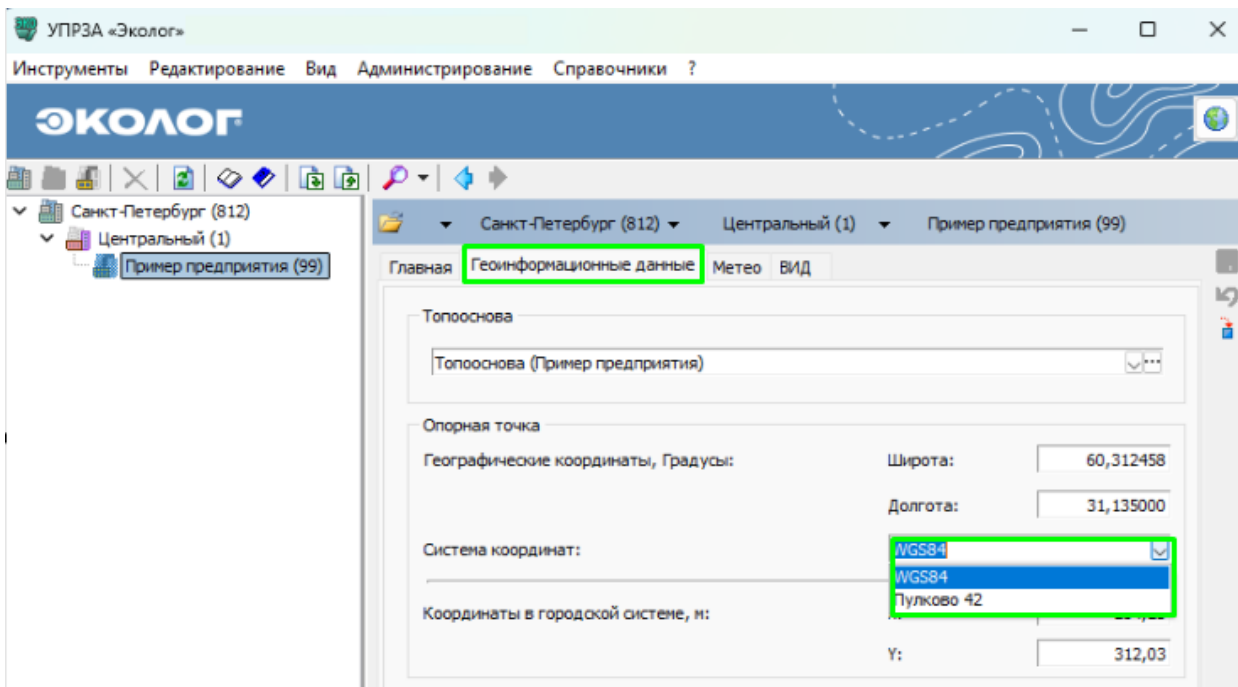 УПРЗА «Эколог»
Инструменты Редактирование Вид Администрирование Справочники ?
ЭКОЛОГ
Санкт-Петербург (812)
Центральный (1)
Пример предприятия (99)
Санкт-Петербург (812) Центральный (1) Пример предприятия (99)
Главная Геоинформационные данные Метео ВИД
Топооснова
Топооснова (Пример предприятия)
Опорная точка
Географические координаты, Градусы: Широта: 60,312458
Долгота: 31,135000
Система координат: WGS84
WGS84
Пулково 42
Координаты в городской системе, м:
Y: 312,03